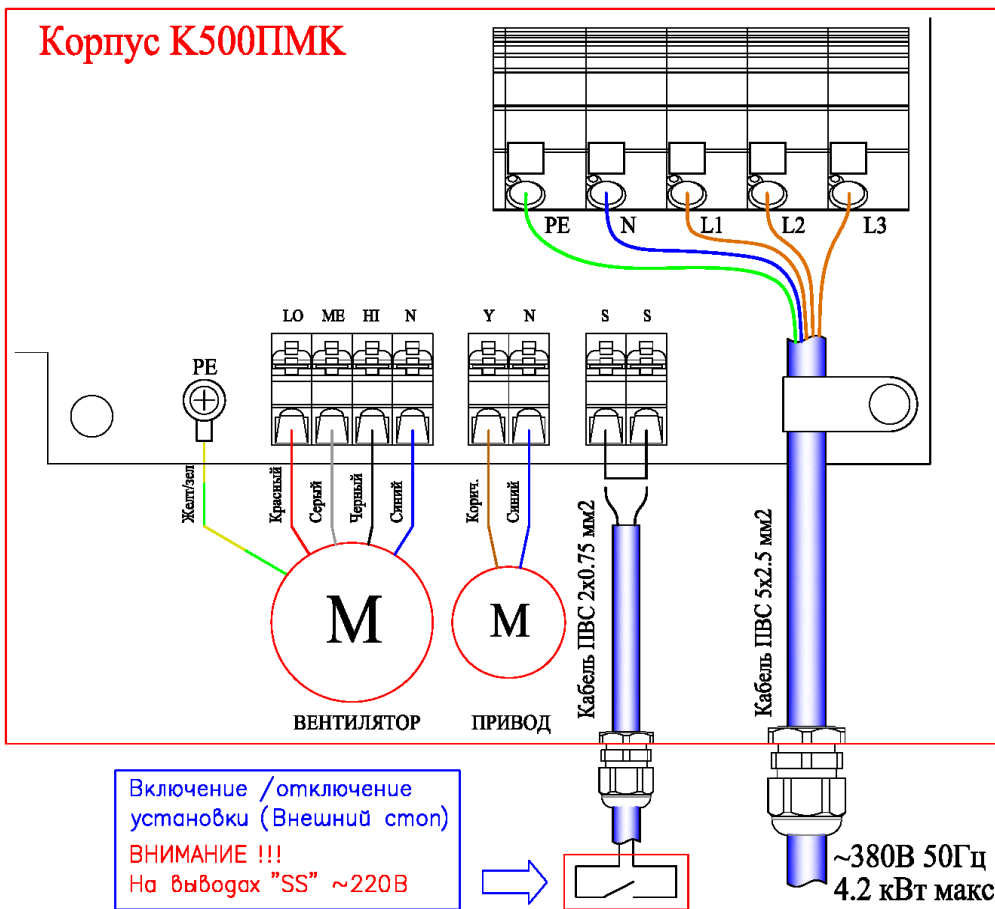 Корпус К500ПМК
PE N L1 L2 L3
LO ME HI N Y N S S
PE
Желт/зел
Красный
Серый
Черный
Синий
Корич.
Синий
Кабель ПВС 2х0.75 мм2
Кабель ПВС 5х2.5 мм2
М
М
ВЕНТИЛЯТОР
ПРИВОД
Включение /отключение
установки (Внешний стоп)
ВНИМАНИЕ !!!
На выводах "SS" ~220В
~380В 50Гц
4.2 кВт макс